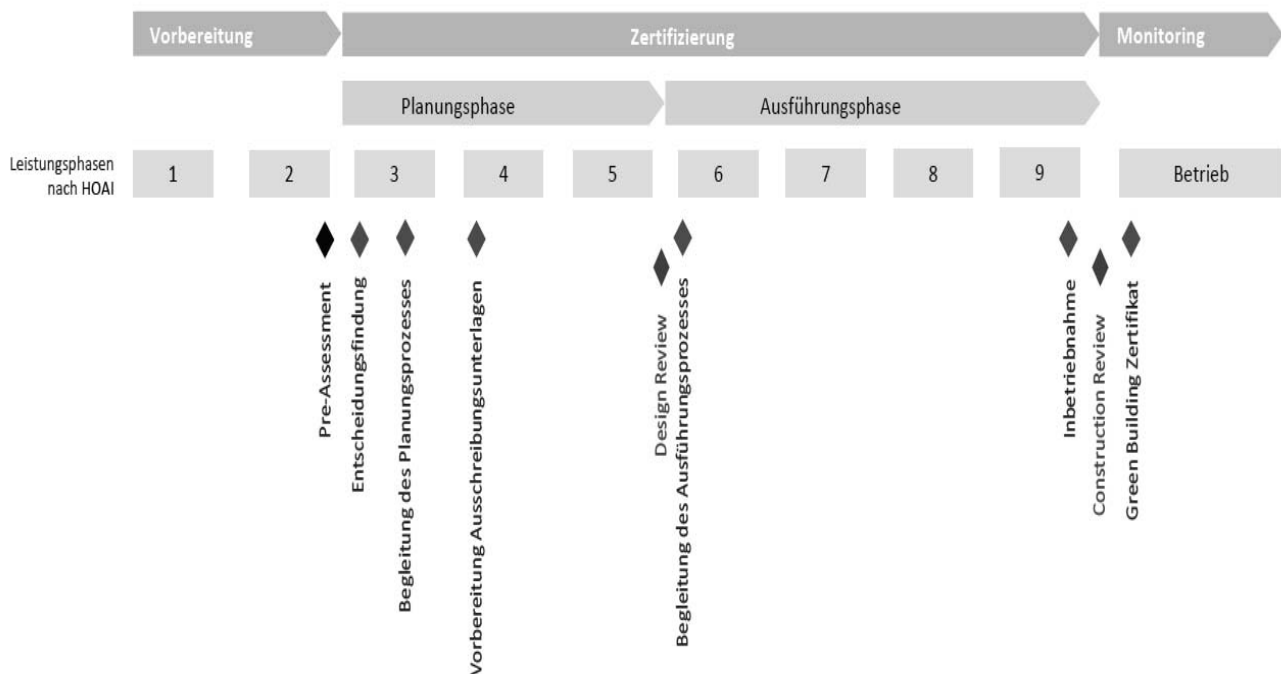 Vorbereitung
Zertifizierung
Monitoring
Planungsphase
Ausführungsphase
Leistungsphasen
nach HOAI
1
2
3
4
5
6
7
8
9
Betrieb
Pre-Assessment
Entscheidungsfindung
Begleitung des Planungsprozesses
Vorbereitung Ausschreibungsunterlagen
Design Review
Begleitung des Ausführungsprozesses
Inbetriebnahme
Construction Review
Green Building Zertifikat